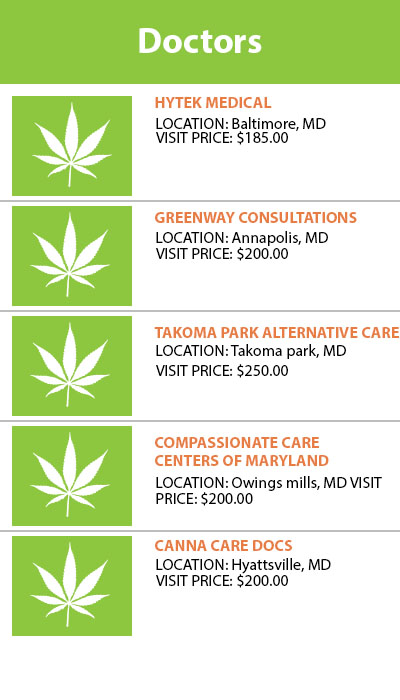 Doctors
HYTEK MEDICAL
LOCATION: Baltimore, MD
VISIT PRICE: $185.00
GREENWAY CONSULTATIONS
LOCATION: Annapolis, MD
VISIT PRICE: $200.00
TAKOMA PARK ALTERNATIVE CARE
LOCATION: Takoma park, MD
VISIT PRICE: $250.00
COMPASSIONATE CARE
CENTERS OF MARYLAND
LOCATION: Owings mills, MD VISIT
PRICE: $200.00
CANNA CARE DOCS
LOCATION: Hyattsville, MD
VISIT PRICE: $200.00